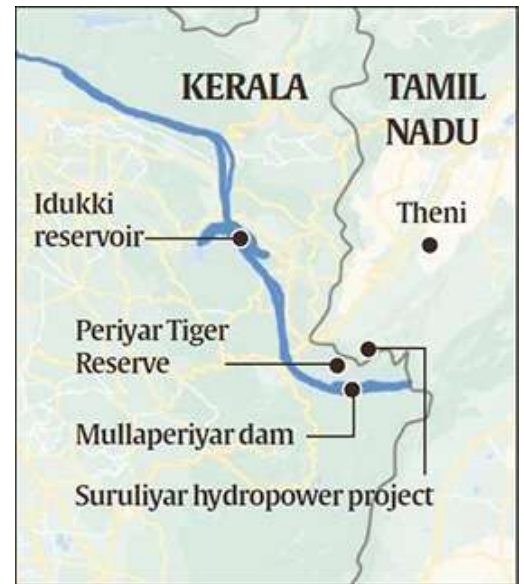 KERALA
TAMIL
NADU
Idukki
reservoir
Theni
Periyar Tiger
Reserve
Mullaperiyar dam
Suruliyar hydropower project